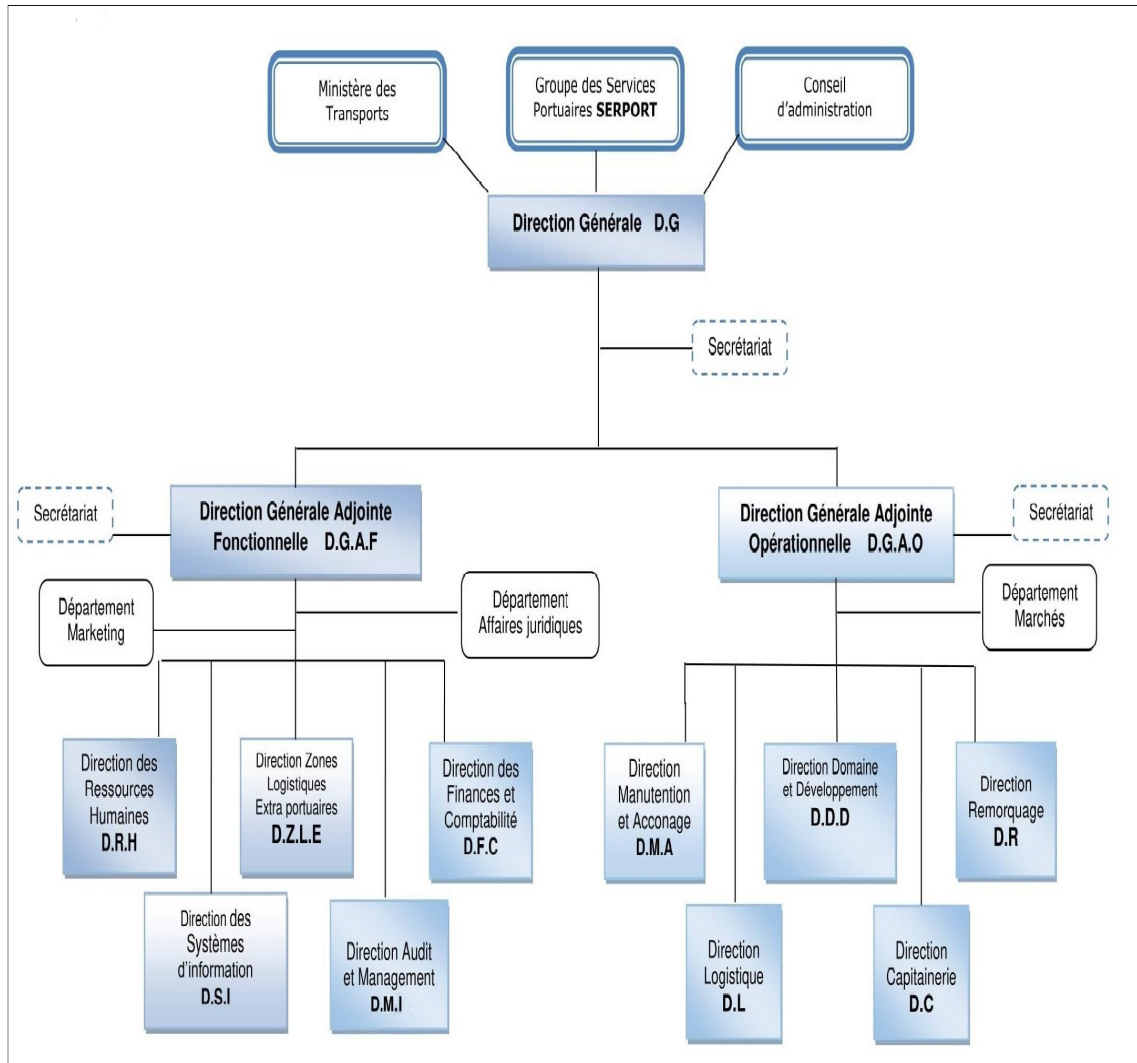 Ministère des
Transports
Groupe des Services
Portuaires SERPORT
Conseil
d'administration
Direction Générale D.G
Secrétariat
Secrétariat
Direction Générale Adjointe
Fonctionnelle D.G.A.F
Direction Générale Adjointe
Opérationnelle D.G.A.O
Secrétariat
Département
Marketing
Département
Affaires juridiques
Département
Marchés
Direction des
Ressources
Humaines
D.R.H
Direction Zones
Logistiques
Extra portuaires
D.Z.L.E
Direction des
Finances et
Comptabilité
D.F.C
Direction
Manutention
et Acconage
D.M.A
Direction Domaine
et Développement
D.D.D
Direction
Remorquage
D.R
Direction des
Systèmes
d'information
D.S.I
Direction Audit
et Management
D.M.I
Direction
Logistique
D.L
Direction
Capitainerie
D.C